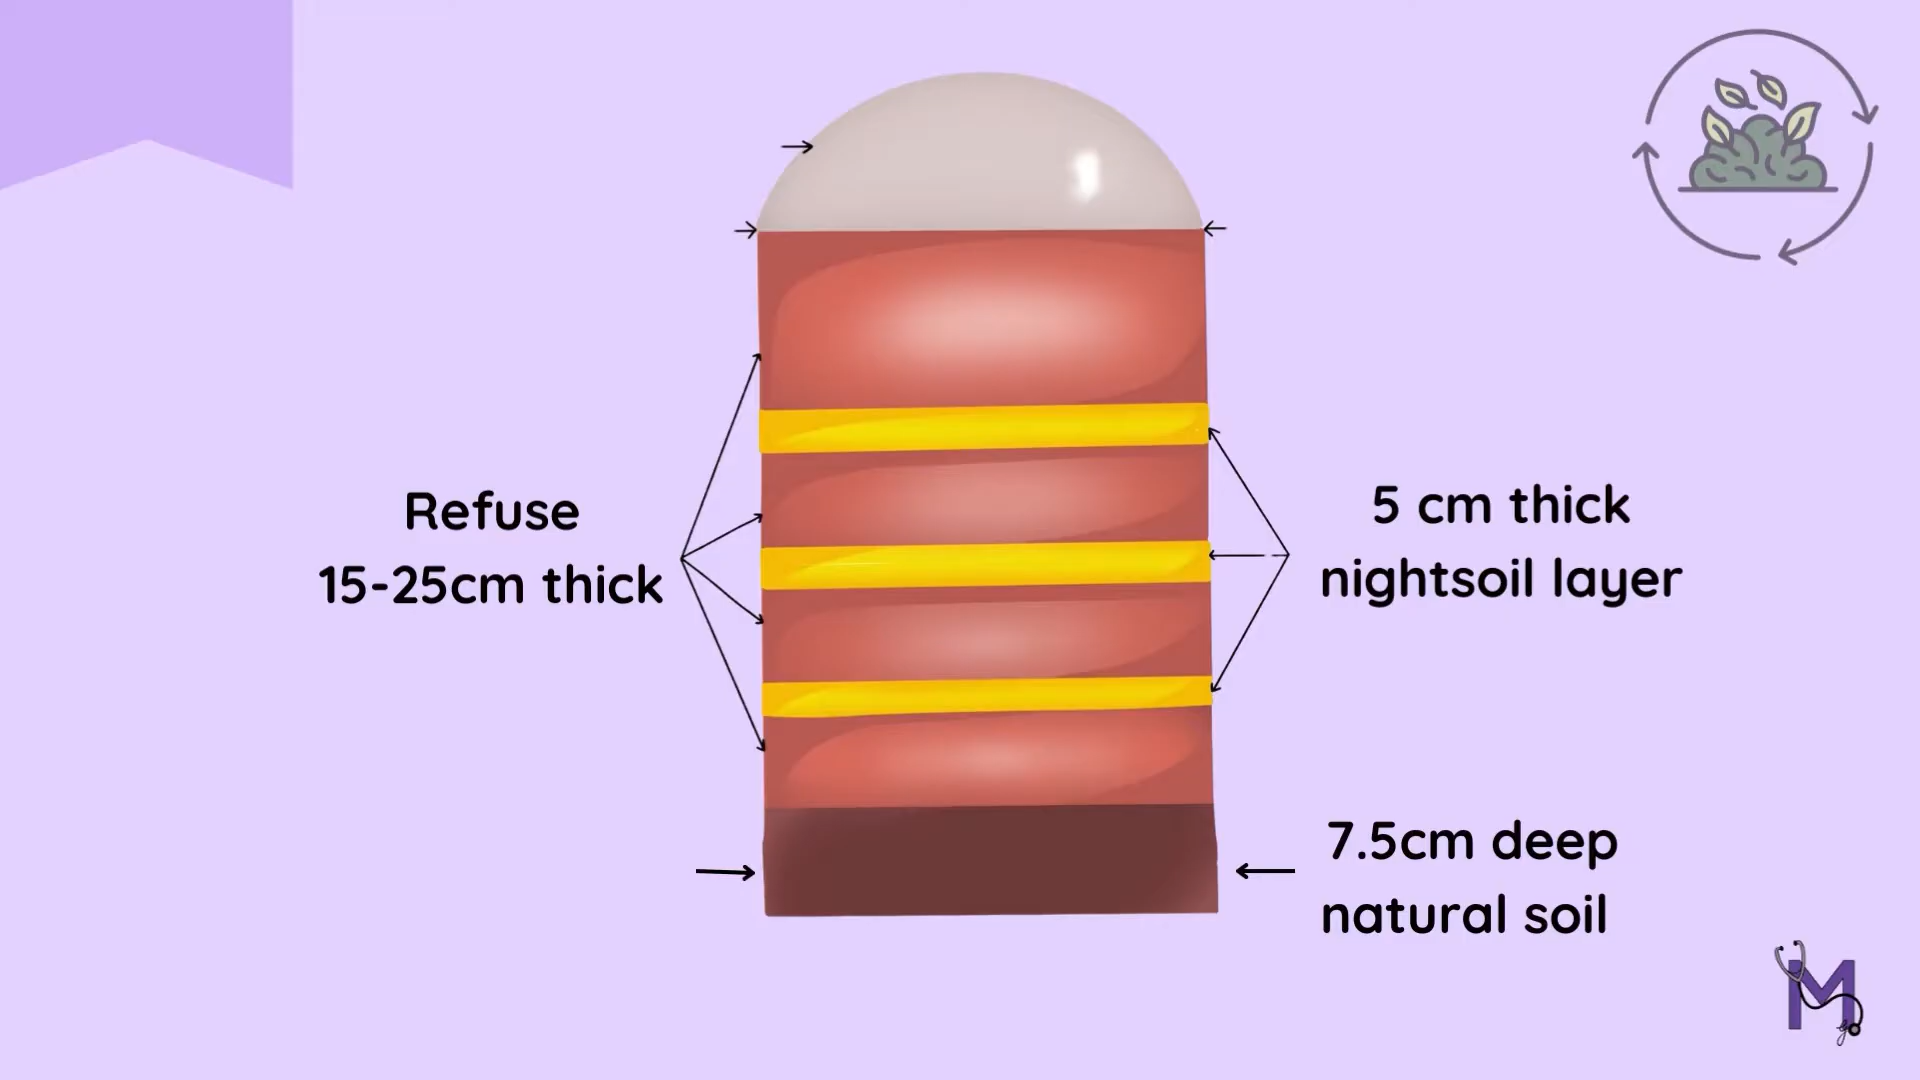 Refuse
15-25cm thick
5 cm thick
nightsoil layer
7.5cm deep
natural soil
M